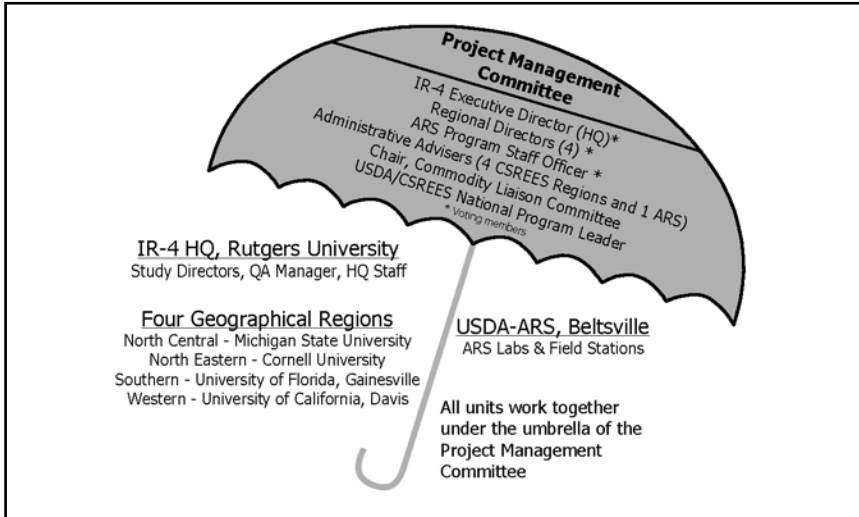 Project Management
Committee
IR-4 Executive Director (HQ)*
Regional Directors (4) *
ARS Program Staff Officer *
Administrative Advisers (4 CSREES Regions and 1 ARS)
Chair, Commodity Liaison Committee
USDA/CSREES National Program Leader
* Voting members
IR-4 HQ, Rutgers University
Study Directors, QA Manager, HQ Staff
Four Geographical Regions
North Central - Michigan State University
North Eastern - Cornell University
Southern - University of Florida, Gainesville
Western - University of California, Davis
USDA-ARS, Beltsville
ARS Labs & Field Stations
All units work together
under the umbrella of the
Project Management
Committee